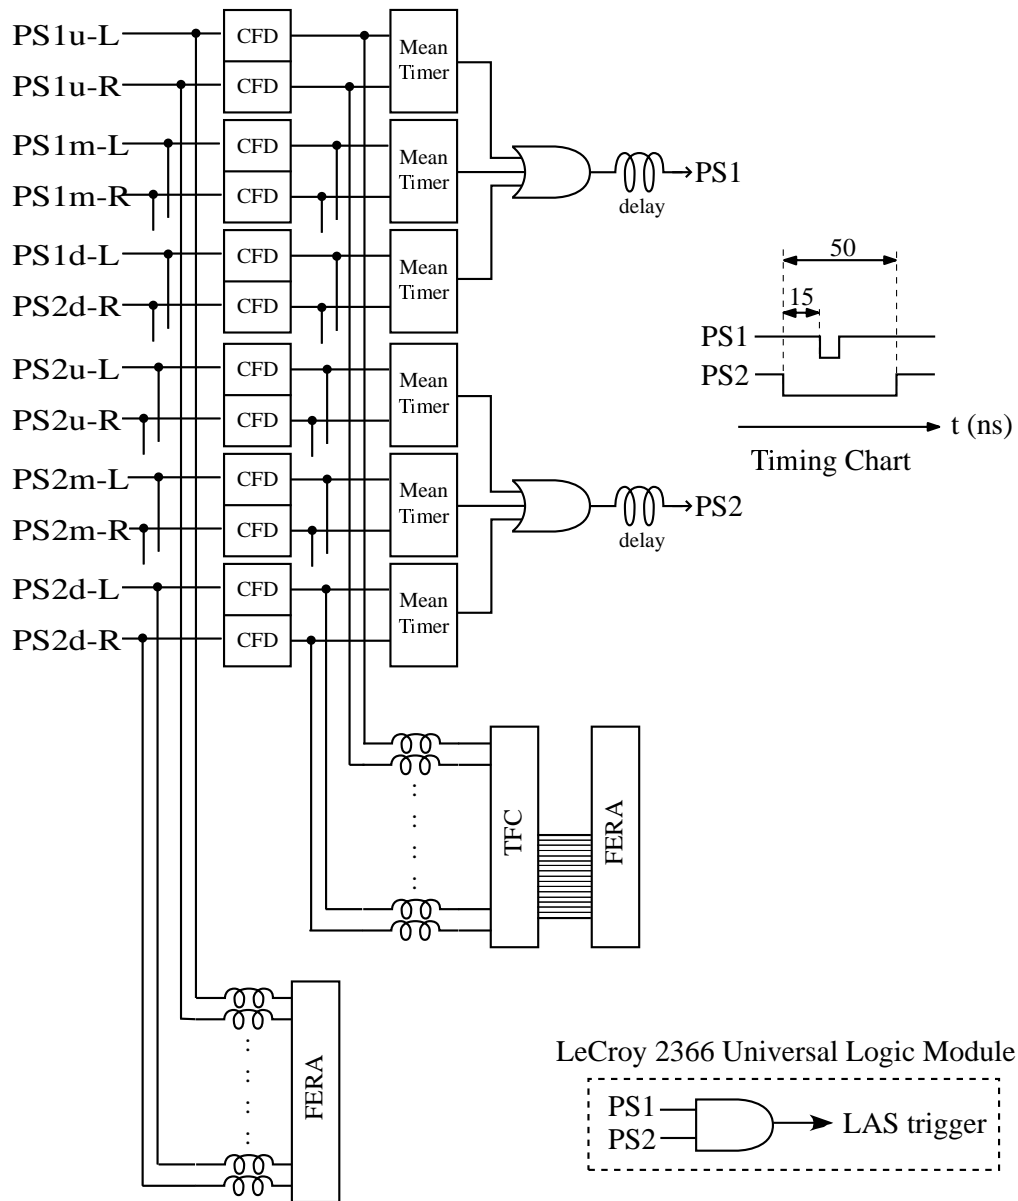 PS1u-L
CFD
PS1u-R
CFD
Mean
Timer
PS1m-L
CFD
PS1m-R
CFD
Mean
Timer
PS1
delay
PS1d-L
CFD
PS2d-R
CFD
Mean
Timer
PS2u-L
CFD
PS2u-R
CFD
Mean
Timer
PS2m-L
CFD
PS2m-R
CFD
Mean
Timer
PS2
delay
PS2d-L
CFD
PS2d-R
CFD
Mean
Timer
50
15
PS1
PS2
t (ns)
Timing Chart
TFC
FERA
FERA
LeCroy 2366 Universal Logic Module
PS1
PS2
LAS trigger